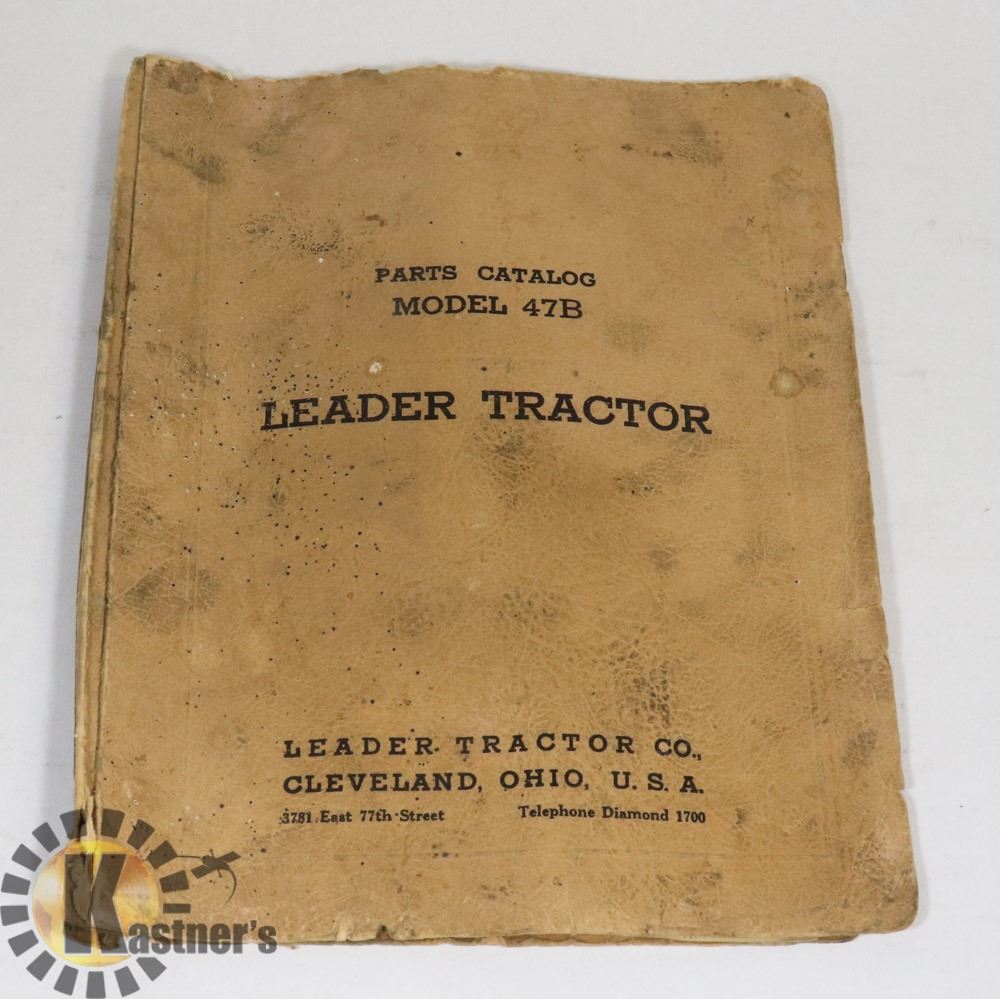 PARTS CATALOG
MODEL 47B
LEADER TRACTOR
LEADER TRACTOR CO.,
CLEVELAND, OHIO, U. S. A.
3781 East 77th Street Telephone Diamond 1700
Kastner's